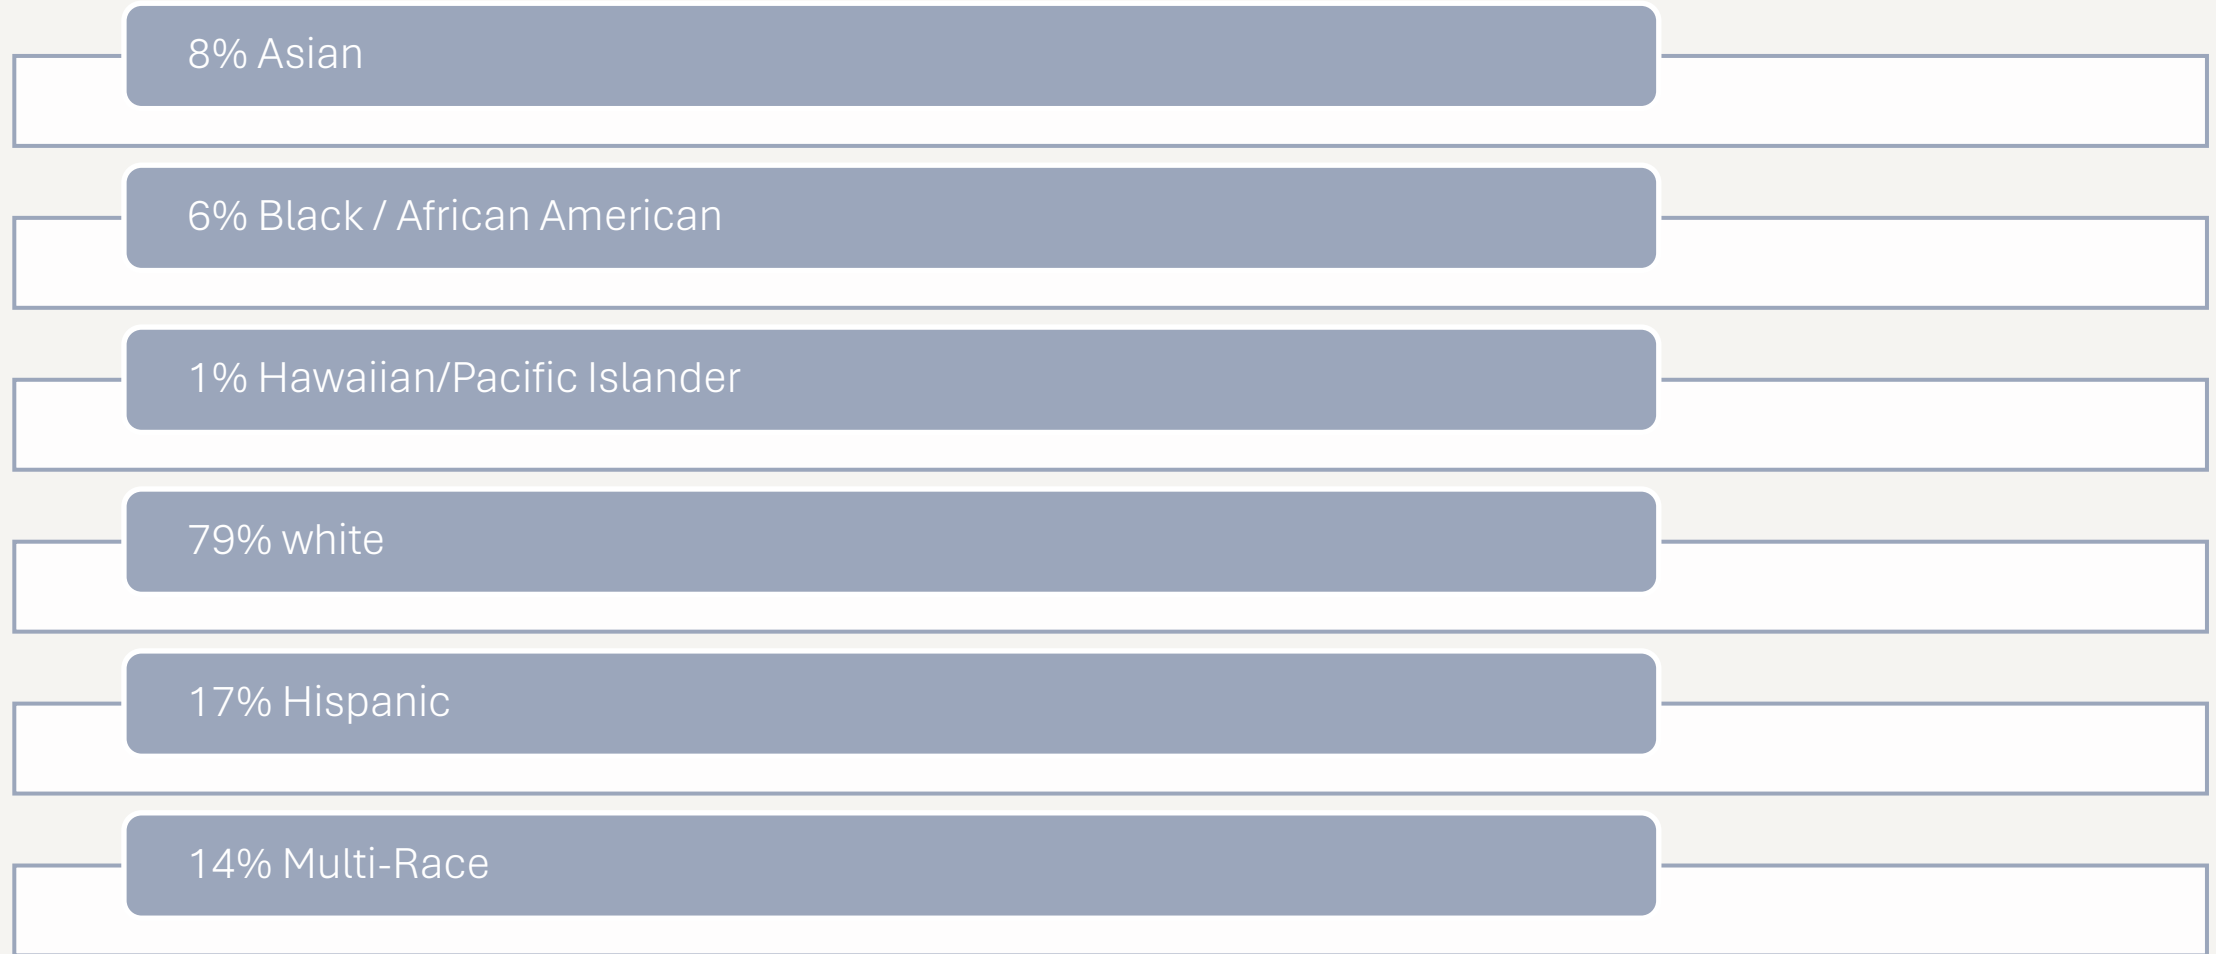 8% Asian
6% Black / African American
1% Hawaiian/Pacific Islander
79% white
17% Hispanic
14% Multi-Race